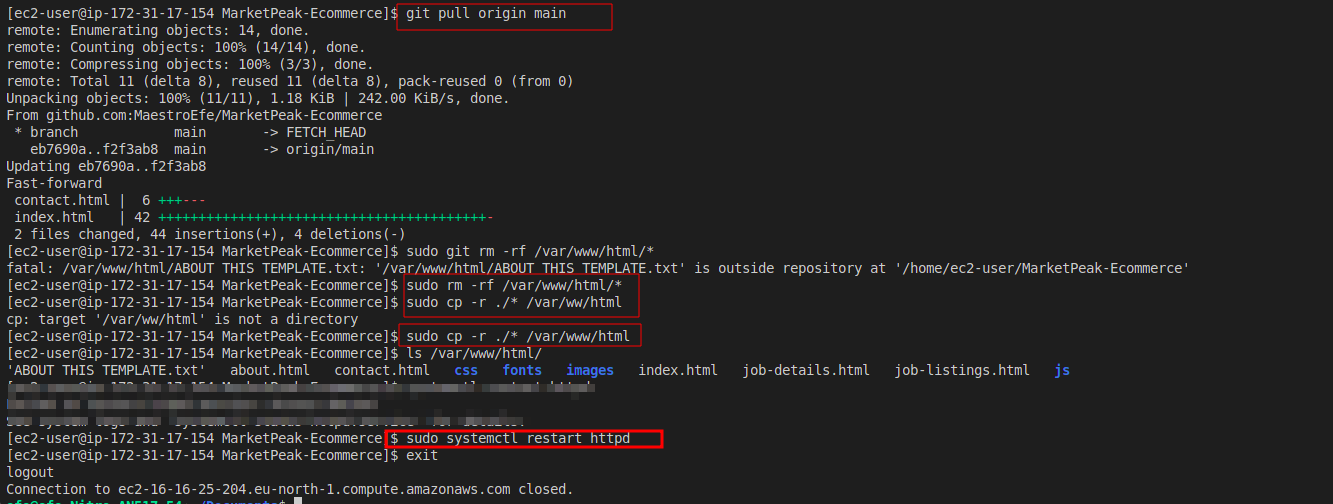 [ec2-user@ip-172-31-17-154 MarketPeak-Ecommerce]$ git pull origin main
remote: Enumerating objects: 14, done.
remote: Counting objects: 100% (14/14), done.
remote: Compressing objects: 100% (3/3), done.
remote: Total 11 (delta 8), reused 11 (delta 8), pack-reused 0 (from 0)
Unpacking objects: 100% (11/11), 1.18 KiB | 242.00 KiB/s, done.
From github.com:MaestroEfe/MarketPeak-Ecommerce
 * branch            main       -> FETCH_HEAD
   eb7690a..f2f3ab8  main       -> origin/main
Updating eb7690a..f2f3ab8
Fast-forward
 contact.html |  6 +++---
 index.html   | 42 +++++++++++++++++++++++++++++++++++++++++-
 2 files changed, 44 insertions(+), 4 deletions(-)
[ec2-user@ip-172-31-17-154 MarketPeak-Ecommerce]$ sudo git rm -rf /var/www/html/*
fatal: /var/www/html/ABOUT THIS TEMPLATE.txt: '/var/www/html/ABOUT THIS TEMPLATE.txt' is outside repository at '/home/ec2-user/MarketPeak-Ecommerce'
[ec2-user@ip-172-31-17-154 MarketPeak-Ecommerce]$ sudo rm -rf /var/www/html/*
[ec2-user@ip-172-31-17-154 MarketPeak-Ecommerce]$ sudo cp -r ./* /var/ww/html
cp: target '/var/ww/html' is not a directory
[ec2-user@ip-172-31-17-154 MarketPeak-Ecommerce]$ sudo cp -r ./* /var/www/html
[ec2-user@ip-172-31-17-154 MarketPeak-Ecommerce]$ ls /var/www/html/
'ABOUT THIS TEMPLATE.txt'   about.html   contact.html   css   fonts   images   index.html   job-details.html   job-listings.html   js
[ec2-user@ip-172-31-17-154 MarketPeak-Ecommerce]$ sudo systemctl restart httpd
[ec2-user@ip-172-31-17-154 MarketPeak-Ecommerce]$ exit
logout
Connection to ec2-16-16-25-204.eu-north-1.compute.amazonaws.com closed.